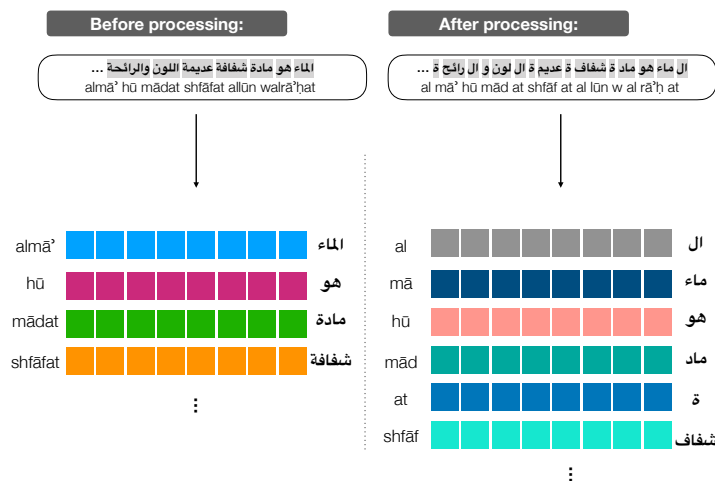 Before processing:
الماء هو مادة شفافة عديمة اللون والرائحة ...
almāʾ hū mādat shfāfat allūn walrāʾḥat
almāʾ الماء
hū هو
mādat مادة
shfāfat شفافة
...
After processing:
ال ماء هو ماد ة شفاف ة عديم ة ال لون و ال رائح ة ...
al māʾ hū mād at shfāf at al lūn w al rāʾḥ at
al ال
mā ماء
hū هو
mād ماد
at ة
shfāf شفاف
...